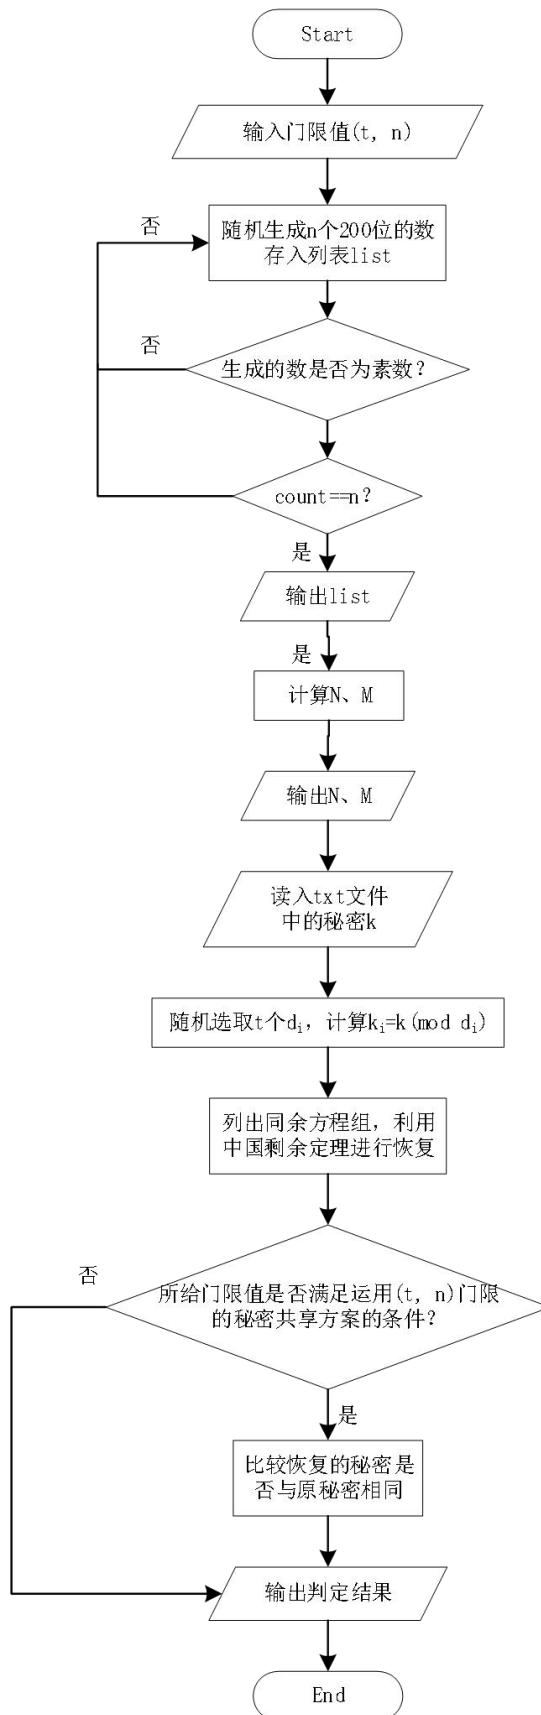 Start
输入门限值(t, n)
否
随机生成n个200位的数
存入列表list
否
生成的数是否为素数?
count==n?
是
输出list
是
计算N、M
输出N、M
读入txt文件
中的秘密k
随机选取t个dᵢ, 计算kᵢ=k(mod dᵢ)
列出同余方程组, 利用
中国剩余定理进行恢复
否
所给门限值是否满足运用(t, n)门限
的秘密共享方案的条件?
是
比较恢复的秘密是
否与原秘密相同
输出判定结果
End